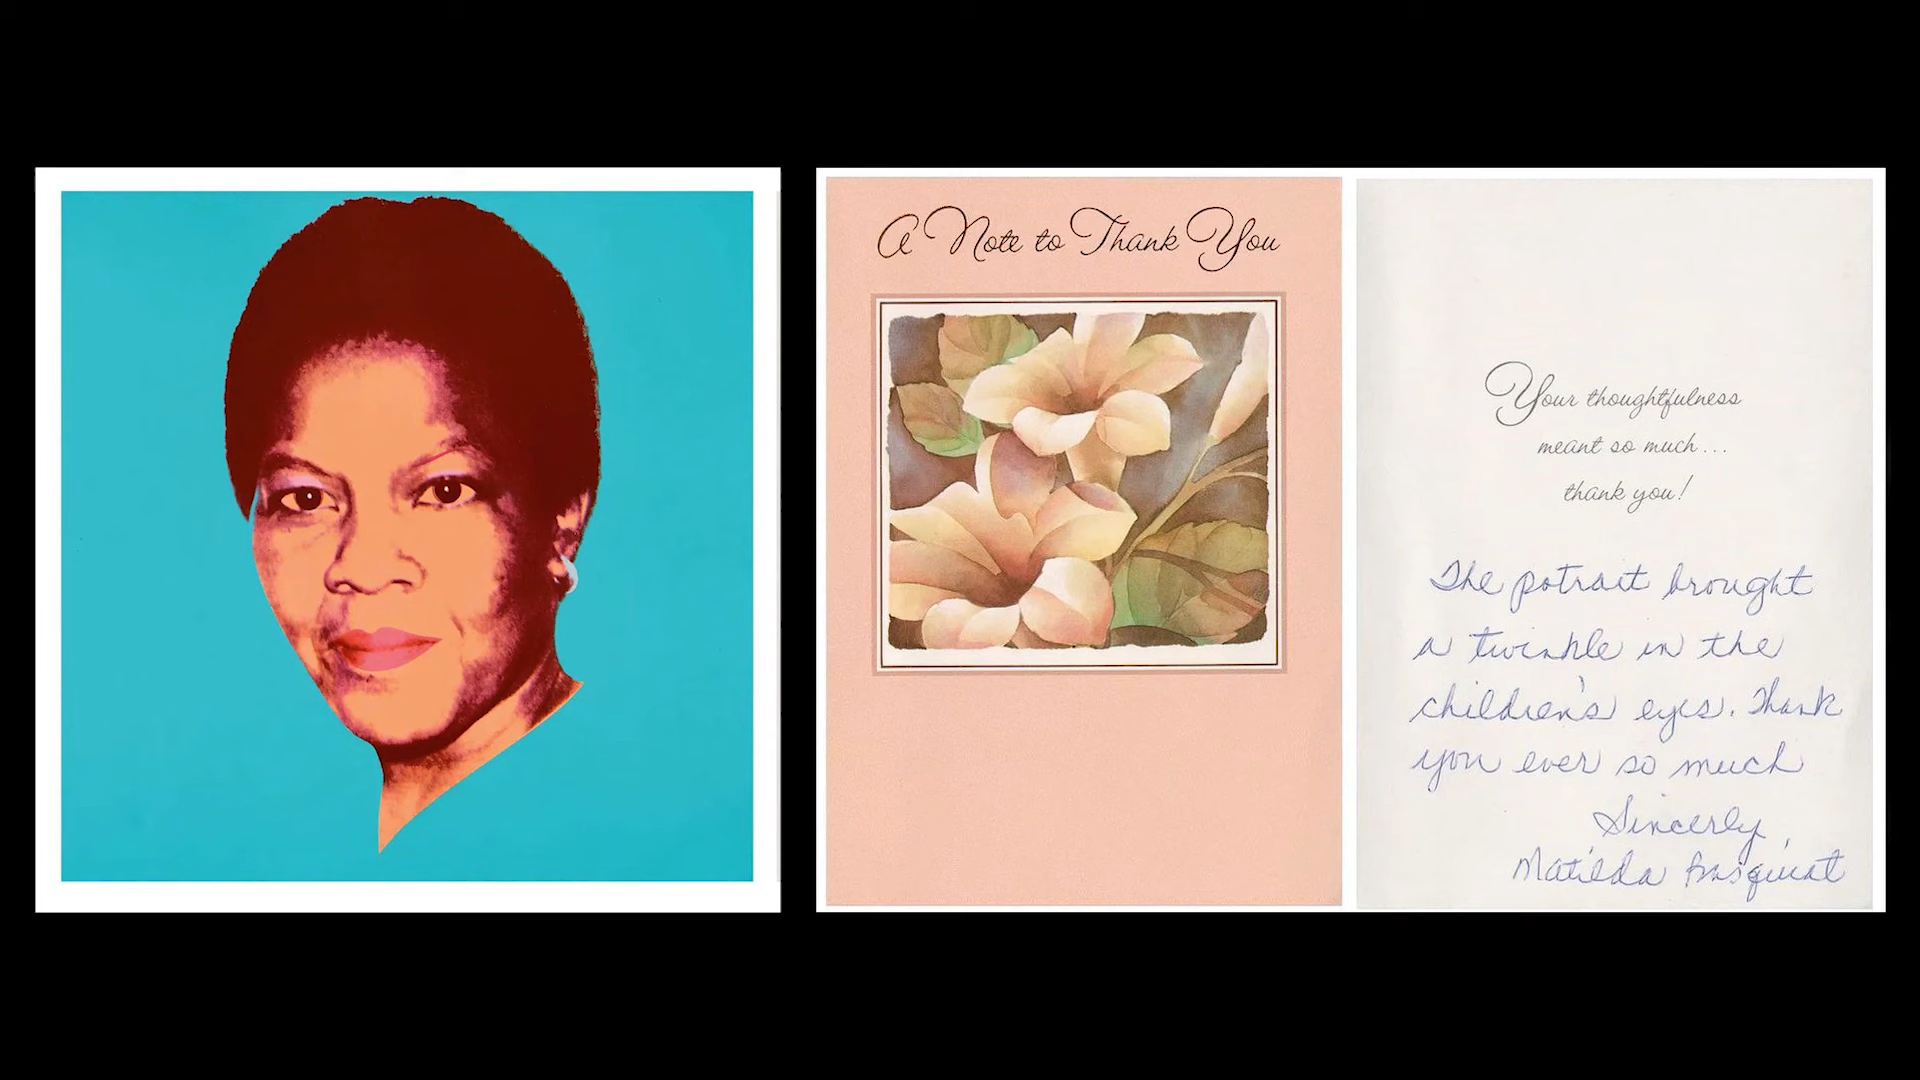 A Note to Thank You
Your thoughtfulness
meant so much...
thank you!
The potrait brought
a twinkle in the
children's eyes. Thank
you ever so much
Sincerely,
Matilda Basquiat